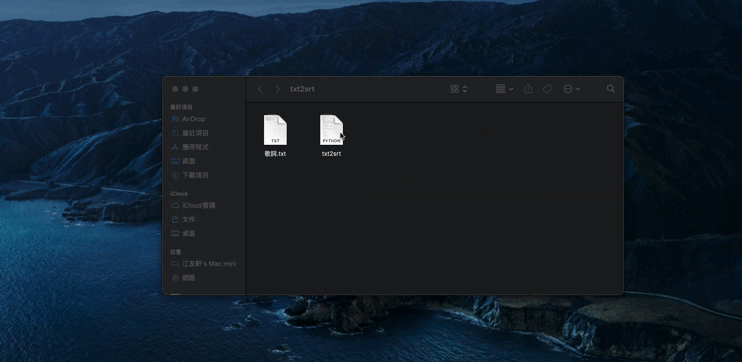 txt2srt
喜好項目
AirDrop
最近項目
應用程式
桌面
下載項目
iCloud
iCloud雲碟
文件
桌面
位置
江友軒's Mac mini
網路
TXT
PYTHON
歌詞.txt
txt2srt